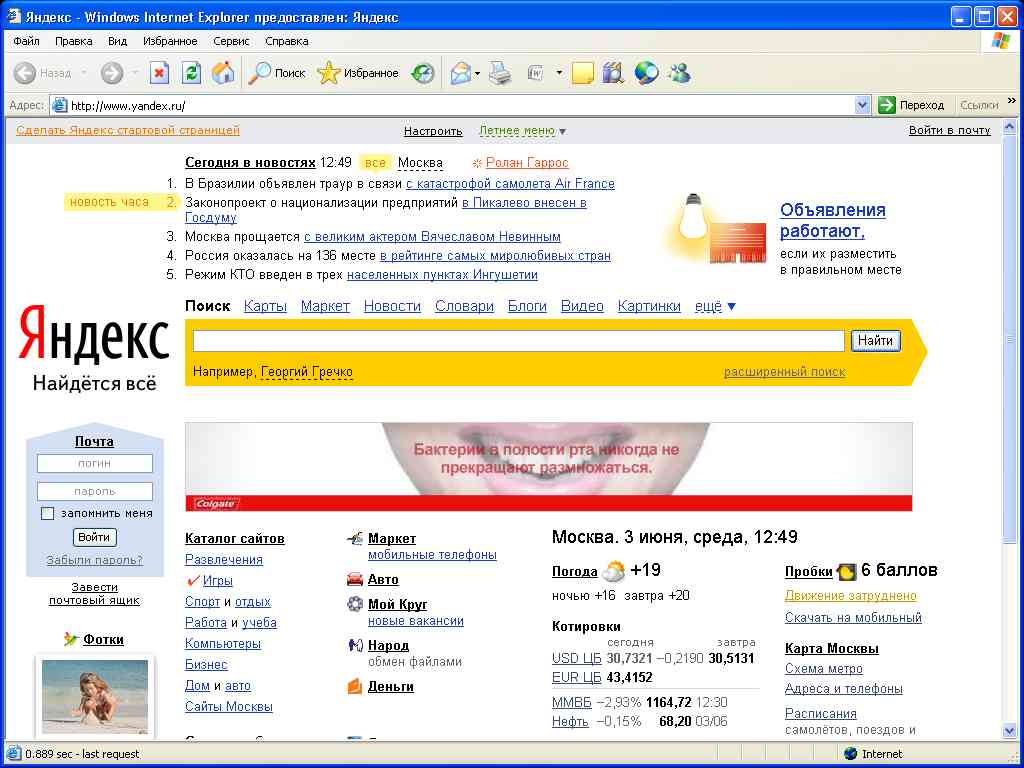 Яндекс - Windows Internet Explorer предоставлен: Яндекс
Файл Правка Вид Избранное Сервис Справка
Назад Поиск Избранное
Адрес: http://www.yandex.ru/ Переход Ссылки »
Сделать Яндекс стартовой страницей Настроить Летнее меню ▼ Войти в почту
Сегодня в новостях 12:49 все Москва Ролан Гаррос
1. В Бразилии объявлен траур в связи с катастрофой самолета Air France
новость часа 2. Законопроект о национализации предприятий в Пикалево внесен в
Госдуму
3. Москва прощается с великим актером Вячеславом Невинным
4. Россия оказалась на 136 месте в рейтинге самых миролюбивых стран
5. Режим КТО введен в трех населенных пунктах Ингушетии
Объявления
работают,
если их разместить
в правильном месте
Яндекс
Найдётся всё
Поиск Карты Маркет Новости Словари Блоги Видео Картинки ещё ▼
Найти
Например, Георгий Гречко расширенный поиск
Почта
логин
пароль
запомнить меня
Войти
Забыли пароль?
Завести
почтовый ящик
Фотки
Бактерии в полости рта никогда не
прекращают размножаться.
Colgate
Каталог сайтов
Развлечения
Игры
Спорт и отдых
Работа и учеба
Компьютеры
Бизнес
Дом и авто
Сайты Москвы
Маркет
мобильные телефоны
Авто
Мой Круг
новые вакансии
Народ
обмен файлами
Деньги
Москва. 3 июня, среда, 12:49
Погода +19
ночью +16 завтра +20
Котировки
сегодня завтра
USD ЦБ 30,7321 −0,2190 30,5131
EUR ЦБ 43,4152
ММВБ −2,93% 1164,72 12:30
Нефть −0,15% 68,20 03/06
Пробки 6 баллов
Движение затруднено
Скачать на мобильный
Карта Москвы
Схема метро
Адреса и телефоны
Расписания
самолётов, поездов и
0.889 sec - last request Internet